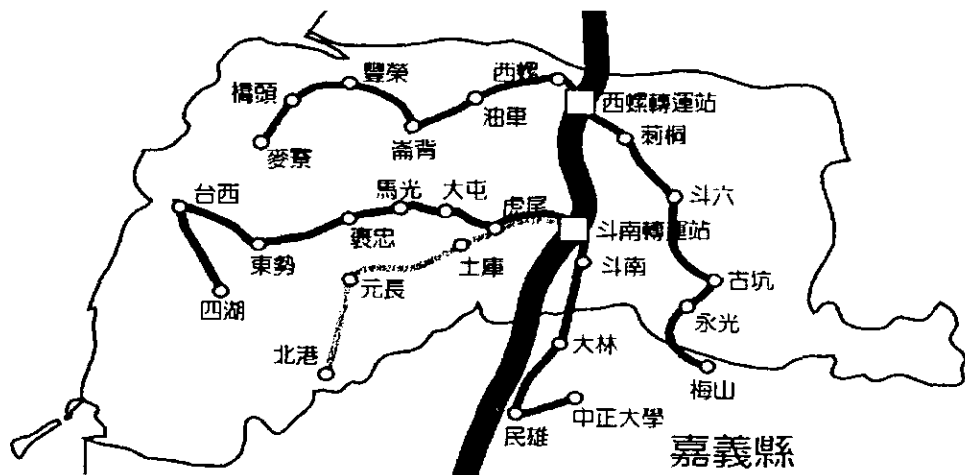 豐榮
西螺
橋頭
油車
西螺轉運站
崙背
莿桐
麥寮
台西
馬光
大屯
虎尾
斗六
褒忠
斗南轉運站
東勢
土庫
斗南
元長
古坑
四湖
永光
北港
大林
梅山
民雄
中正大學
嘉義縣